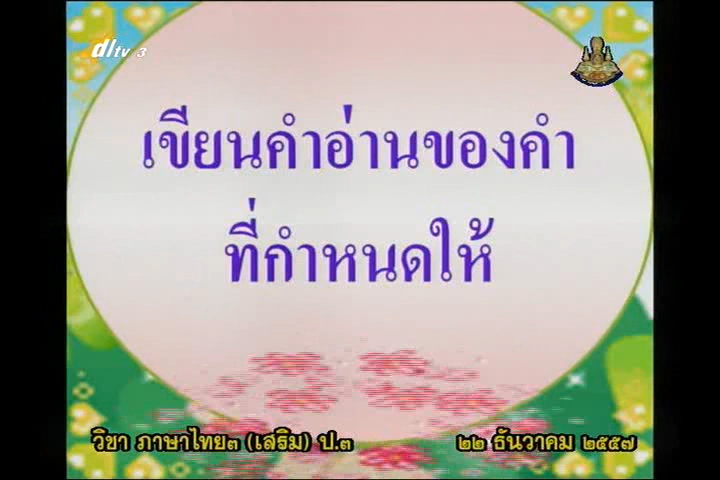 dltv 3
เขียนคำอ่านของคำ
ที่กำหนดให้
วิชา ภาษาไทย๓ (เสริม) ป.๓
๒๒ ธันวาคม ๒๕๕๗